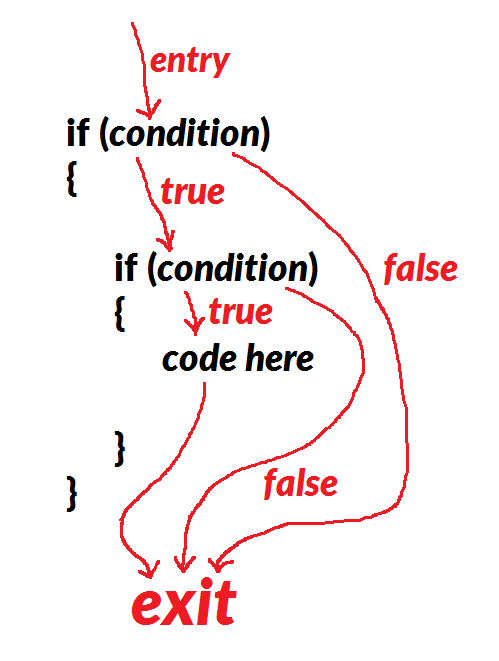 entry
if (condition)
{
true
if (condition)
false
{
true
code here
}
false
}
exit